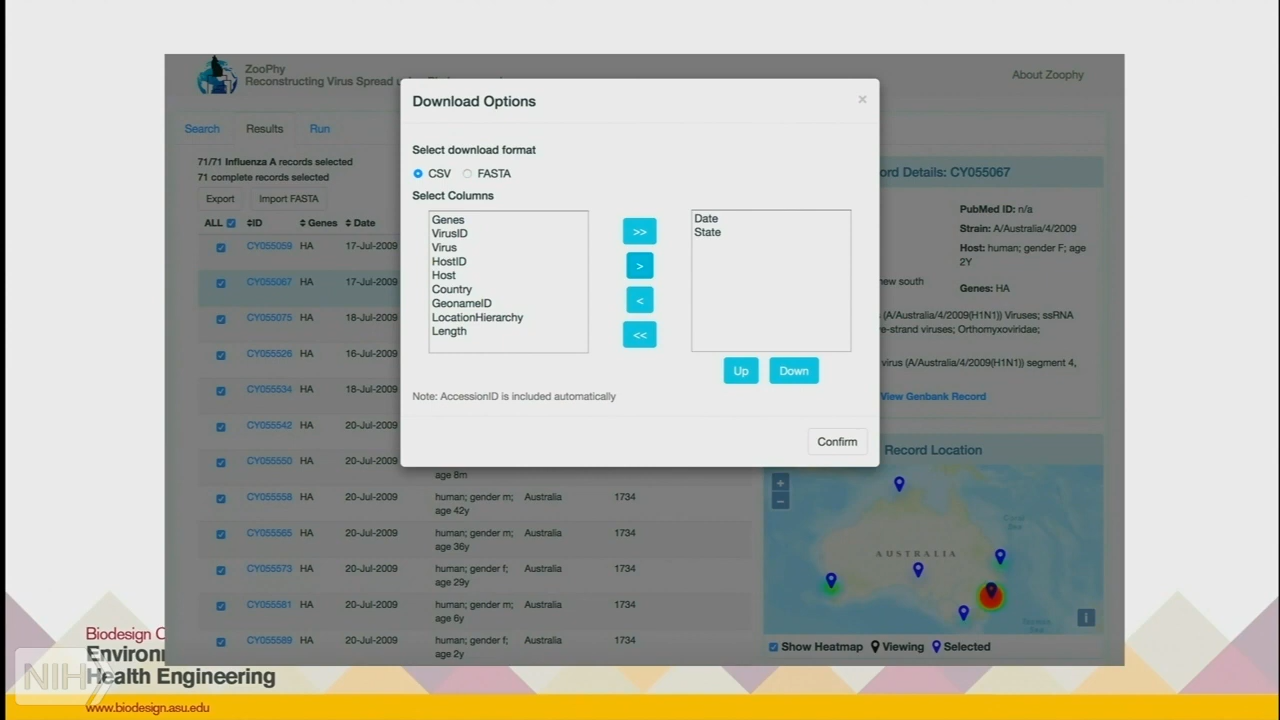 ZooPhy
Reconstructing Virus Spread
About Zoophy
Search
Results
Run
71/71 Influenza A records selected
71 complete records selected
Export
Import FASTA
ALL
ID
Genes
Date
CY055059 HA 17-Jul-2009
CY055067 HA 17-Jul-2009
CY055075 HA 18-Jul-2009
CY055526 HA 16-Jul-2009
CY055534 HA 18-Jul-2009
CY055542 HA 20-Jul-2009
CY055550 HA 20-Jul-2009
age 8m
CY055558 HA 20-Jul-2009 human; gender m; Australia 1734
age 42y
CY055565 HA 20-Jul-2009 human; gender m; Australia 1734
age 36y
CY055573 HA 20-Jul-2009 human; gender f; Australia 1734
age 29y
CY055581 HA 20-Jul-2009 human; gender m; Australia 1734
age 6y
CY055589 HA 20-Jul-2009 human; gender f; Australia 1734
age 2y
Download Options
×
Select download format
CSV
FASTA
Select Columns
Genes
VirusID
Virus
HostID
Host
Country
GeonameID
LocationHierarchy
Length
>>
>
<
<<
Date
State
Up
Down
Note: AccessionID is included automatically
Confirm
ord Details: CY055067
PubMed ID: n/a
Strain: A/Australia/4/2009
Host: human; gender F; age
2Y
new south
Genes: HA
(A/Australia/4/2009(H1N1)) Viruses; ssRNA
e-strand viruses; Orthomyxoviridae;
virus (A/Australia/4/2009(H1N1)) segment 4,
View Genbank Record
Record Location
+
−
AUSTRALIA
Coral
Sea
i
Show Heatmap
Viewing
Selected
Biodesign C
Environ
Health Engineering
NIH
www.biodesign.asu.edu